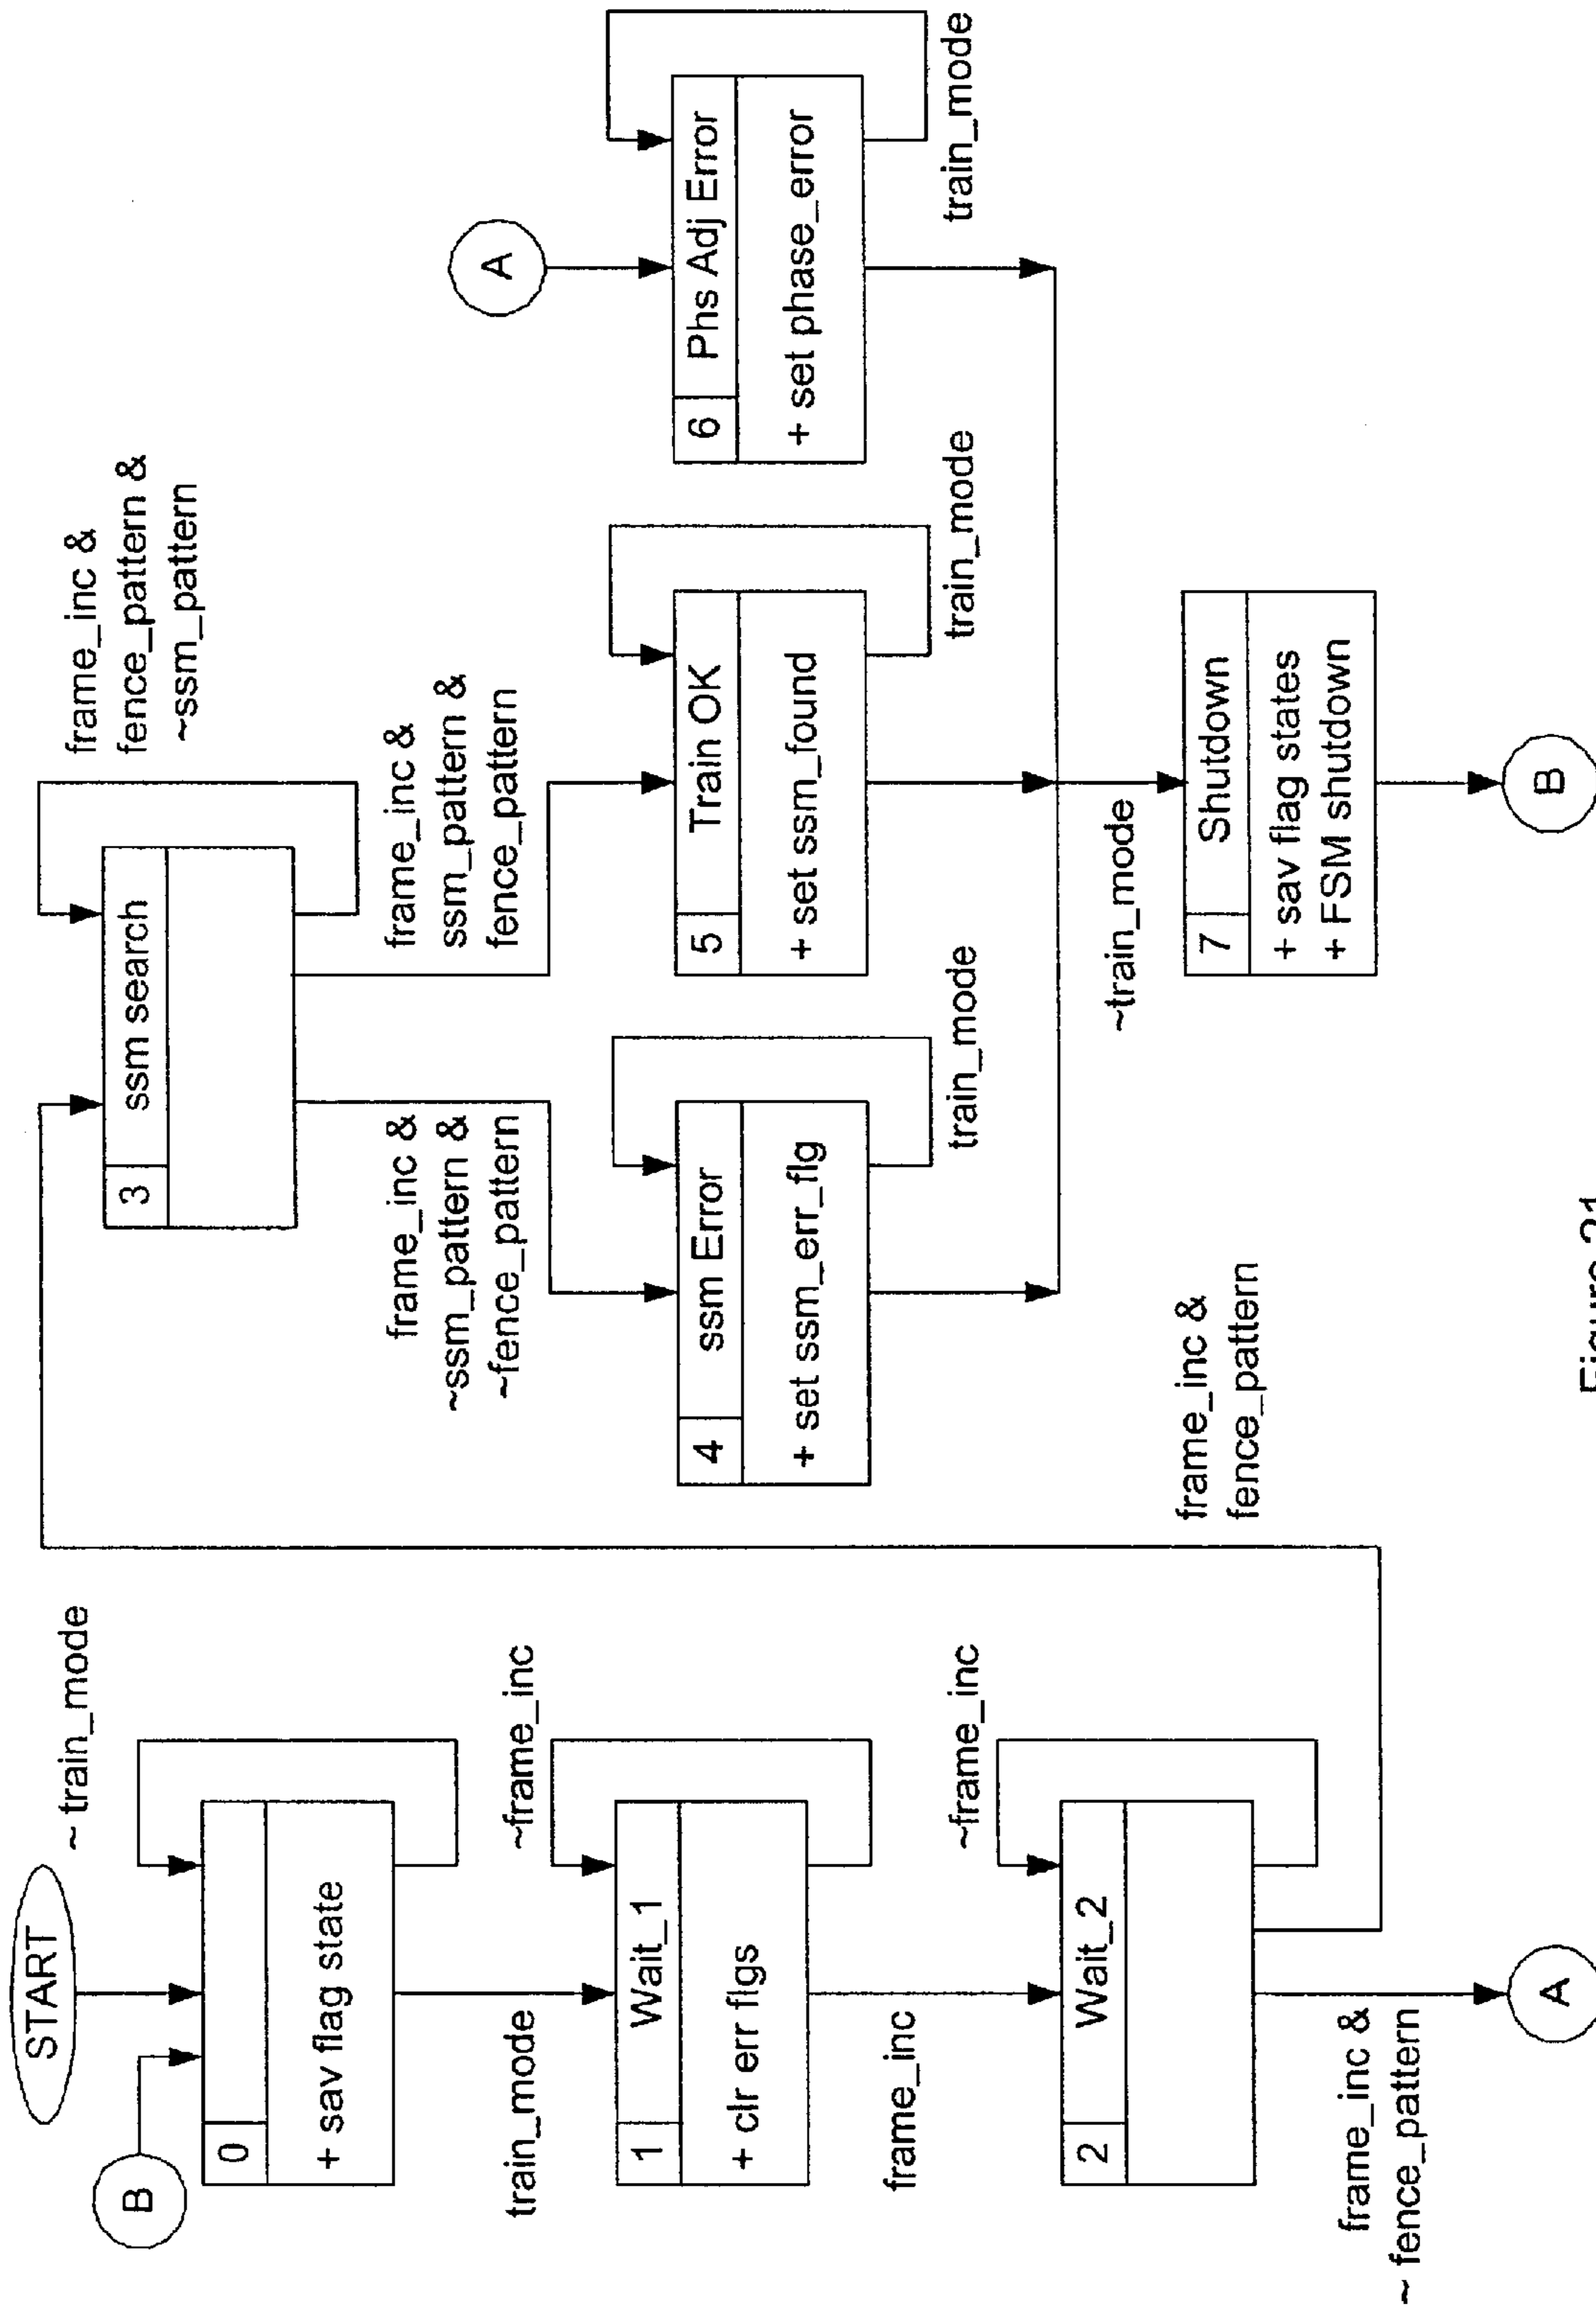 START
B
~ train_mode
0
+ sav flag state
train_mode
~frame_inc
1 Wait_1
+ clr err flgs
frame_inc
~frame_inc
2 Wait_2
frame_inc &
~ fence_pattern
A
frame_inc &
fence_pattern
3 ssm search
frame_inc &
fence_pattern &
~ssm_pattern
frame_inc &
~ssm_pattern &
~fence_pattern
frame_inc &
ssm_pattern &
fence_pattern
4 ssm Error
+ set ssm_err_flg
train_mode
5 Train OK
+ set ssm_found
train_mode
A
6 Phs Adj Error
+ set phase_error
train_mode
~train_mode
7 Shutdown
+ sav flag states
+ FSM shutdown
B
Figure 21